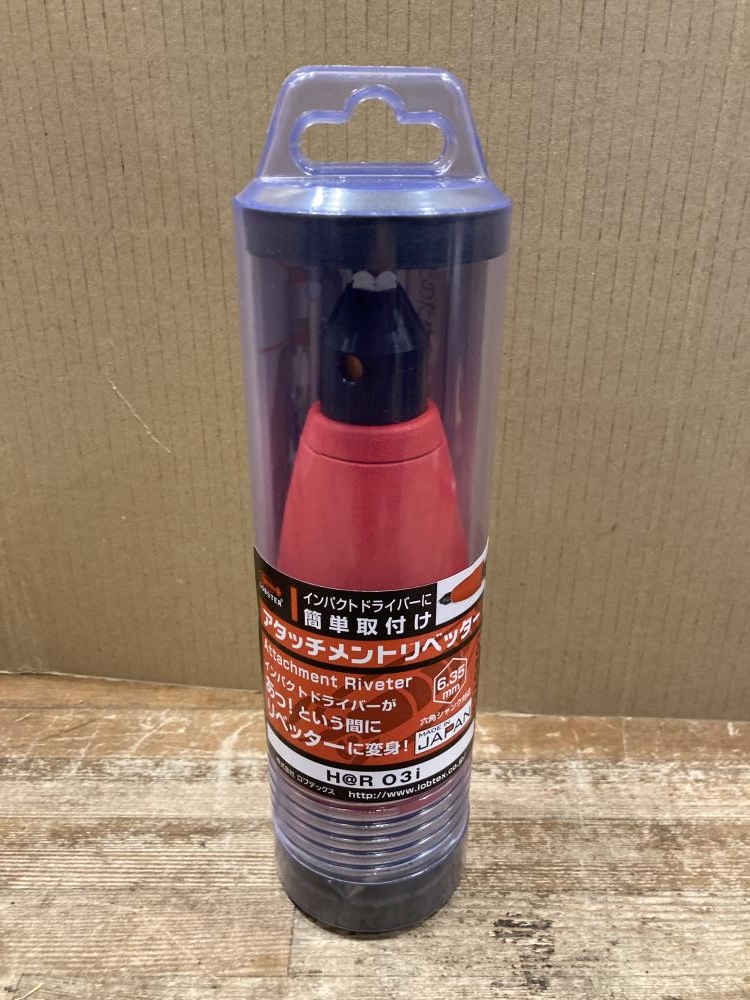 LOBSTER
インパクトドライバーに
簡単取付け
アタッチメントリベッター
Attachment Riveter
6.35
mm
六角シャンク対応
インパクトドライバーが
あっ！という間に
リベッターに変身！
MADE IN
JAPAN
H@R 03i
株式会社 ロブテックス
http://www.lobtex.co.jp